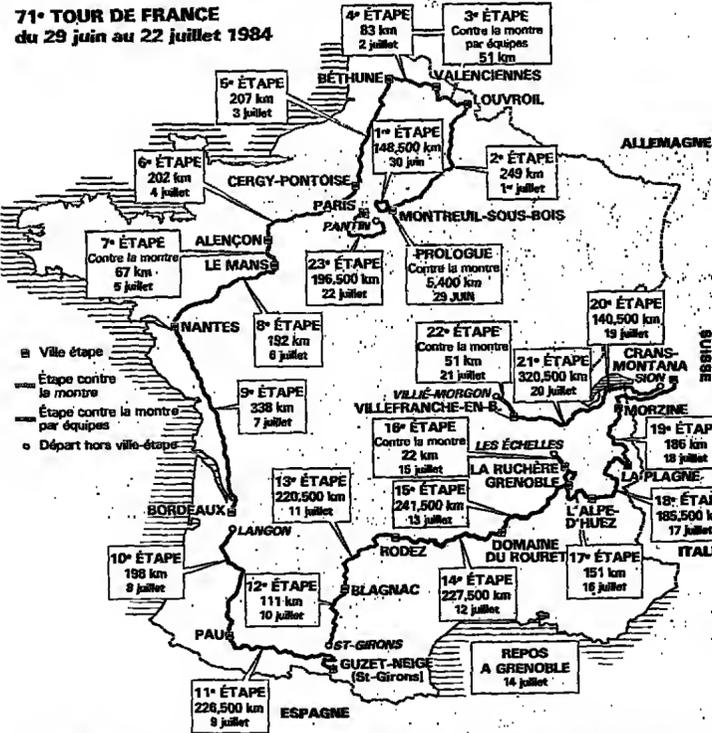 71e TOUR DE FRANCE
du 29 juin au 22 juillet 1984
4e ÉTAPE
83 km
2 juillet
3e ÉTAPE
Contre la montre
par équipes
51 km
BÉTHUNE
VALENCIENNES
LOUVROIL
5e ÉTAPE
207 km
3 juillet
1re ÉTAPE
148,500 km
30 juin
ALLEMAGNE
6e ÉTAPE
202 km
4 juillet
2e ÉTAPE
249 km
1er juillet
CERGY-PONTOISE
PARIS
PANTIN
MONTREUIL-SOUS-BOIS
ALENÇON
7e ÉTAPE
Contre la montre
67 km
5 juillet
LE MANS
23e ÉTAPE
196,500 km
22 juillet
PROLOGUE
Contre la montre
5,400 km
29 JUIN
NANTES
8e ÉTAPE
192 km
6 juillet
20e ÉTAPE
140,500 km
19 juillet
22e ÉTAPE
Contre la montre
51 km
21 juillet
21e ÉTAPE
320,500 km
20 juillet
CRANS-
MONTANA
SION
SUISSE
Ville étape
Étape contre
la montre
Étape contre la montre
par équipes
Départ hors ville-étape
9e ÉTAPE
338 km
7 juillet
VILLIÉ-MORGON
VILLEFRANCHE-EN-B.
MORZINE
16e ÉTAPE
Contre la montre
22 km
15 juillet
LES ÉCHELLES
LA RUCHÈRE
GRENOBLE
19e ÉTAP
186 km
18 juillet
LA PLAGNE
13e ÉTAPE
220,500 km
11 juillet
15e ÉTAPE
241,500 km
13 juillet
18e ÉTAP
185,500 k
17 juillet
ITAL
BORDEAUX
LANGON
L'ALPE-
D'HUEZ
RODEZ
DOMAINE
DU ROURET
17e ÉTAPE
151 km
16 juillet
10e ÉTAPE
198 km
8 juillet
12e ÉTAPE
111 km
10 juillet
BLAGNAC
14e ÉTAPE
227,500 km
12 juillet
PAU
ST-GIRONS
GUZET-NEIGE
(St-Girons)
REPOS
A GRENOBLE
14 juillet
11e ÉTAPE
226,500 km
9 juillet
ESPAGNE